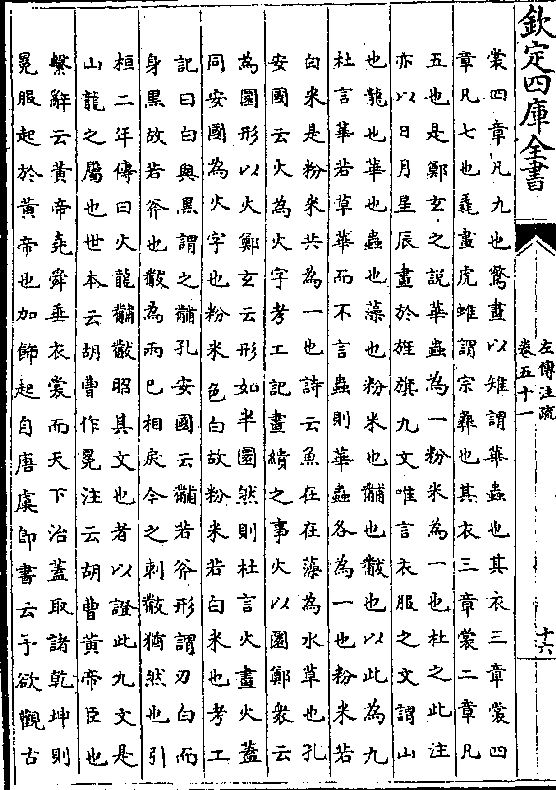 欽定四庫全書
左傳注疏
卷五十一
十六
裳四章凡九也鷩畫以雉謂華蟲也其衣三章裳四
章凡七也毳畫虎蜼謂宗彞也其衣三章裳二章凡
五也是鄭玄之說華蟲為一粉米為一也杜之此注
亦以日月星辰畫於旌旗九文唯言衣服之文謂山
也龍也華也蟲也藻也粉米也黼也黻也以此為九
杜言華若草華而不言蟲則華蟲各為一也粉米若
白米是粉米共為一也詩云魚在在藻為水草也孔
安國云火為火字考工記畫繢之事火以圜鄭衆云
為圜形以火鄭玄云形如半圜然則杜言火畫火蓋
同安國為火字也粉米色白故粉米若白米也考工
記曰白與黑謂之黼孔安國云黼若斧形謂刃白而
身黑故若斧也黻為兩已相戾今之刺黻猶然也引
桓二年傳曰火龍黼黻昭其文也者以證此九文是
山龍之屬也世本云胡曹作冕注云胡曹黃帝臣也
繫辭云黃帝堯舜垂衣裳而天下治蓋取諸乾坤則
冕服起於黃帝也加飾起自唐虞即書云予欲觀古